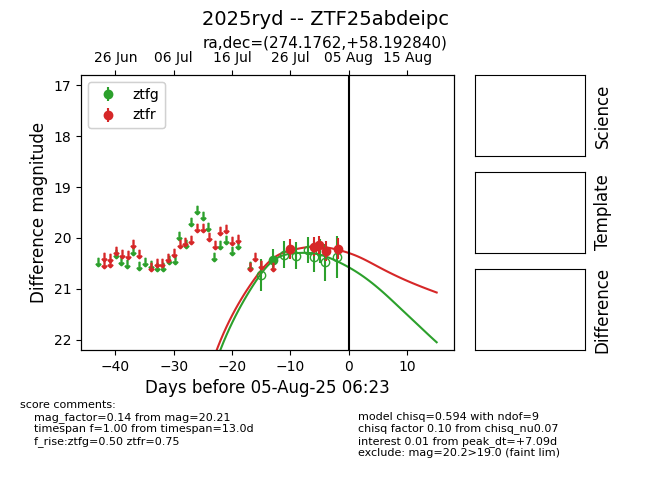 2025ryd -- ZTF25abdeipc
ra,dec=(274.1762,+58.192840)
26 Jun 06 Jul 16 Jul 26 Jul 05 Aug 15 Aug
ztfg
ztfr
17
18
19
20
21
22
Difference magnitude
−40 −30 −20 −10 0 10
Days before 05-Aug-25 06:23
Science
Template
Difference
score comments:
mag_factor=0.14 from mag=20.21
timespan f=1.00 from timespan=13.0d
f_rise:ztfg=0.50 ztfr=0.75
model chisq=0.594 with ndof=9
chisq factor 0.10 from chisq_nu0.07
interest 0.01 from peak_dt=+7.09d
exclude: mag=20.2>19.0 (faint lim)